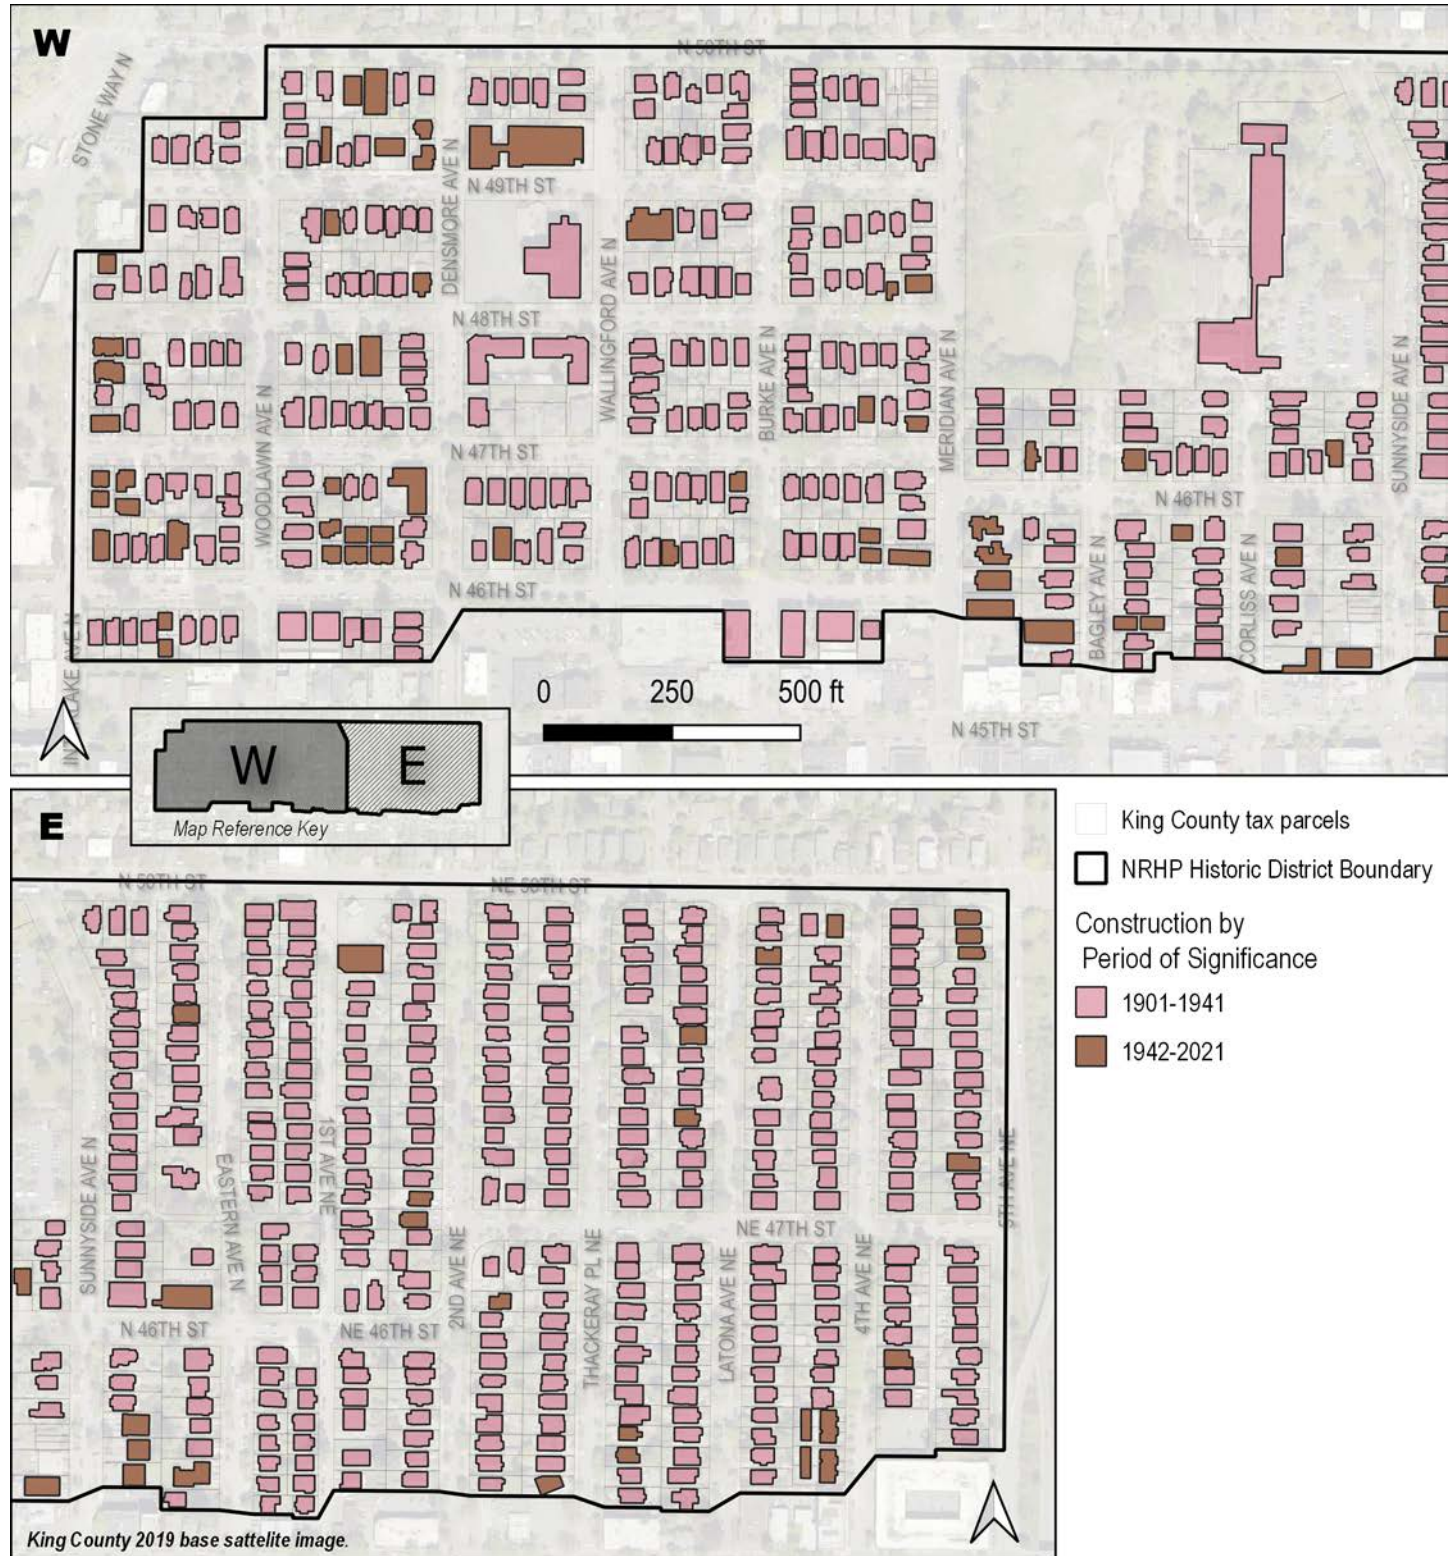 W
N 50TH ST
STONE WAY N
DENSMORE AVE N
N 49TH ST
WALLINGFORD AVE N
N 48TH ST
BURKE AVE N
MERIDIAN AVE N
SUNNYSIDE AVE N
WOODLAWN AVE N
N 47TH ST
N 46TH ST
BAGLEY AVE N
CORLISS AVE N
N 46TH ST
0 250 500 ft
N 45TH ST
W E
Map Reference Key
E
N 50TH ST
NE 50TH ST
SUNNYSIDE AVE N
EASTERN AVE N
1ST AVE NE
2ND AVE NE
THACKERAY PL NE
LATONA AVE NE
NE 47TH ST
4TH AVE NE
5TH AVE NE
N 46TH ST
NE 46TH ST
King County 2019 base sattelite image.
King County tax parcels
NRHP Historic District Boundary
Construction by
Period of Significance
1901-1941
1942-2021